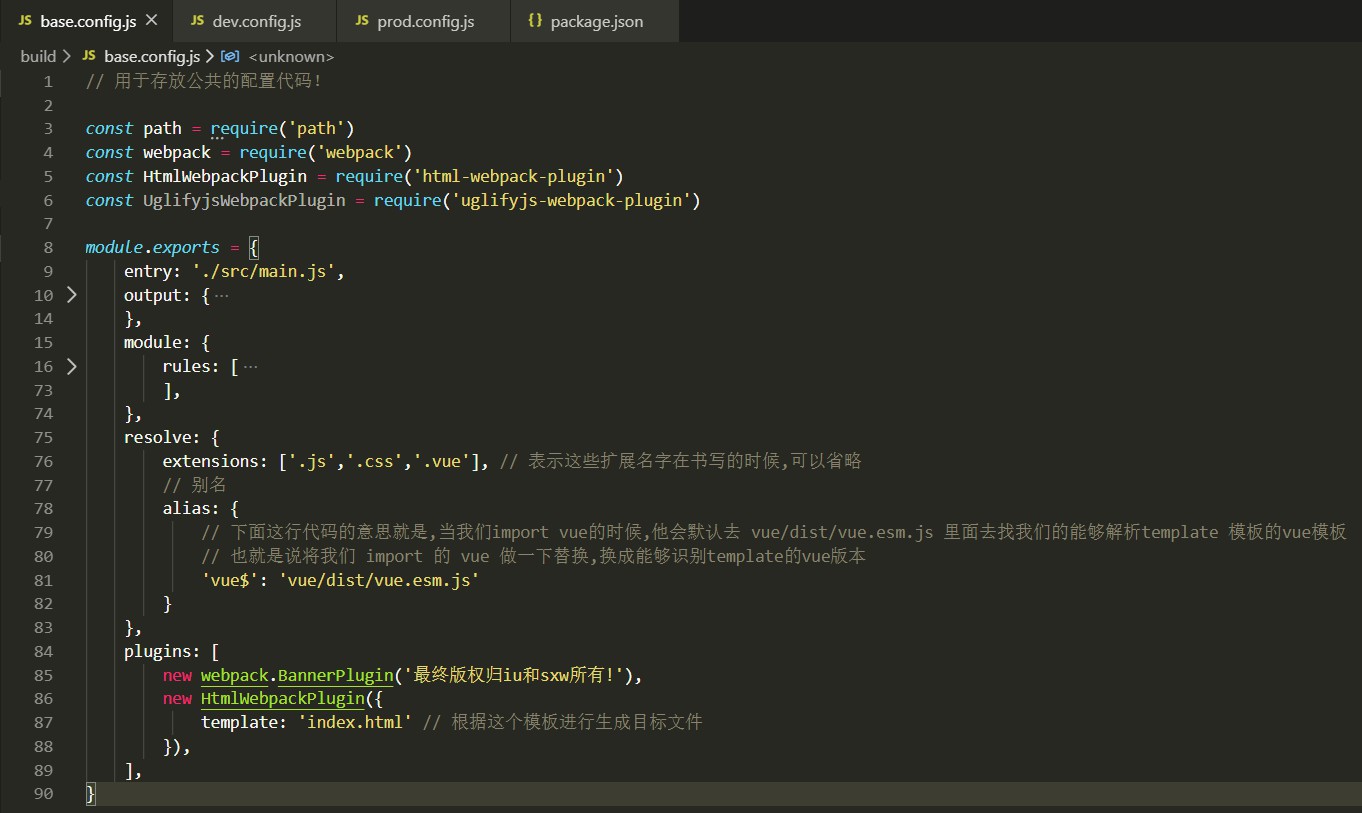 JS base.config.js × JS dev.config.js JS prod.config.js {} package.json
build > JS base.config.js > <unknown>
1 // 用于存放公共的配置代码!
2
3 const path = require('path')
4 const webpack = require('webpack')
5 const HtmlWebpackPlugin = require('html-webpack-plugin')
6 const UglifyjsWebpackPlugin = require('uglifyjs-webpack-plugin')
7
8 module.exports = {
9 entry: './src/main.js',
10 output: { ···
14 },
15 module: {
16 rules: [ ···
73 ],
74 },
75 resolve: {
76 extensions: ['.js','.css','.vue'], // 表示这些扩展名字在书写的时候,可以省略
77 // 别名
78 alias: {
79 // 下面这行代码的意思就是,当我们import vue的时候,他会默认去 vue/dist/vue.esm.js 里面去找我们的能够解析template 模板的vue模板
80 // 也就是说将我们 import 的 vue 做一下替换,换成能够识别template的vue版本
81 'vue$': 'vue/dist/vue.esm.js'
82 }
83 },
84 plugins: [
85 new webpack.BannerPlugin('最终版权归iu和sxw所有!'),
86 new HtmlWebpackPlugin({
87 template: 'index.html' // 根据这个模板进行生成目标文件
88 }),
89 ],
90 }